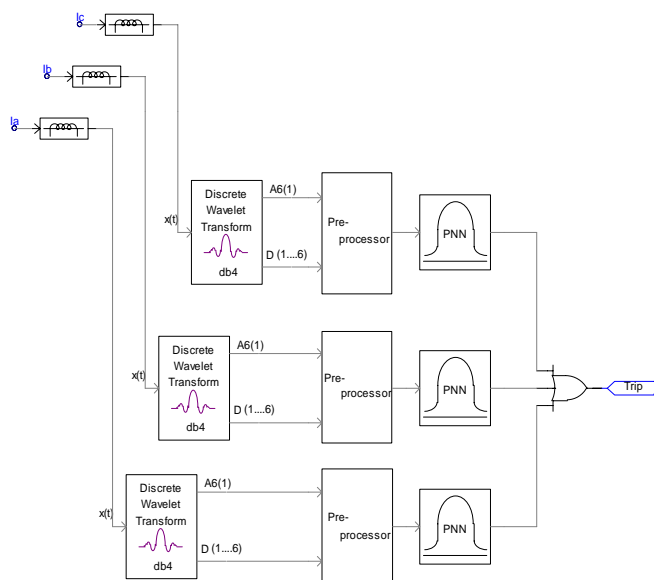 Ic
Ib
Ia
Discrete
Wavelet
Transform
db4
x(t)
A6(1)
D (1....6)
Pre-
processor
PNN
Discrete
Wavelet
Transform
db4
x(t)
A6(1)
D (1....6)
Pre-
processor
PNN
Trip
Discrete
Wavelet
Transform
db4
x(t)
A6(1)
D (1....6)
Pre-
processor
PNN